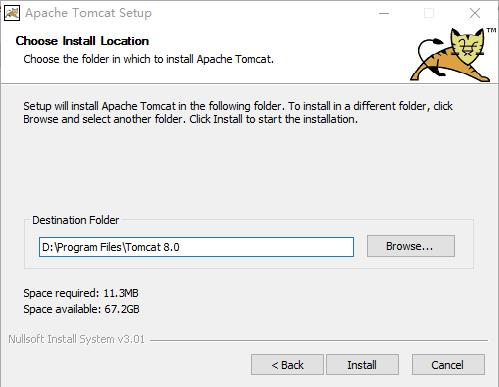 Apache Tomcat Setup
Choose Install Location
Choose the folder in which to install Apache Tomcat.
TM
Setup will install Apache Tomcat in the following folder. To install in a different folder, click
Browse and select another folder. Click Install to start the installation.
Destination Folder
D:\Program Files\Tomcat 8.0
Browse...
Space required: 11.3MB
Space available: 67.2GB
Nullsoft Install System v3.01
< Back
Install
Cancel